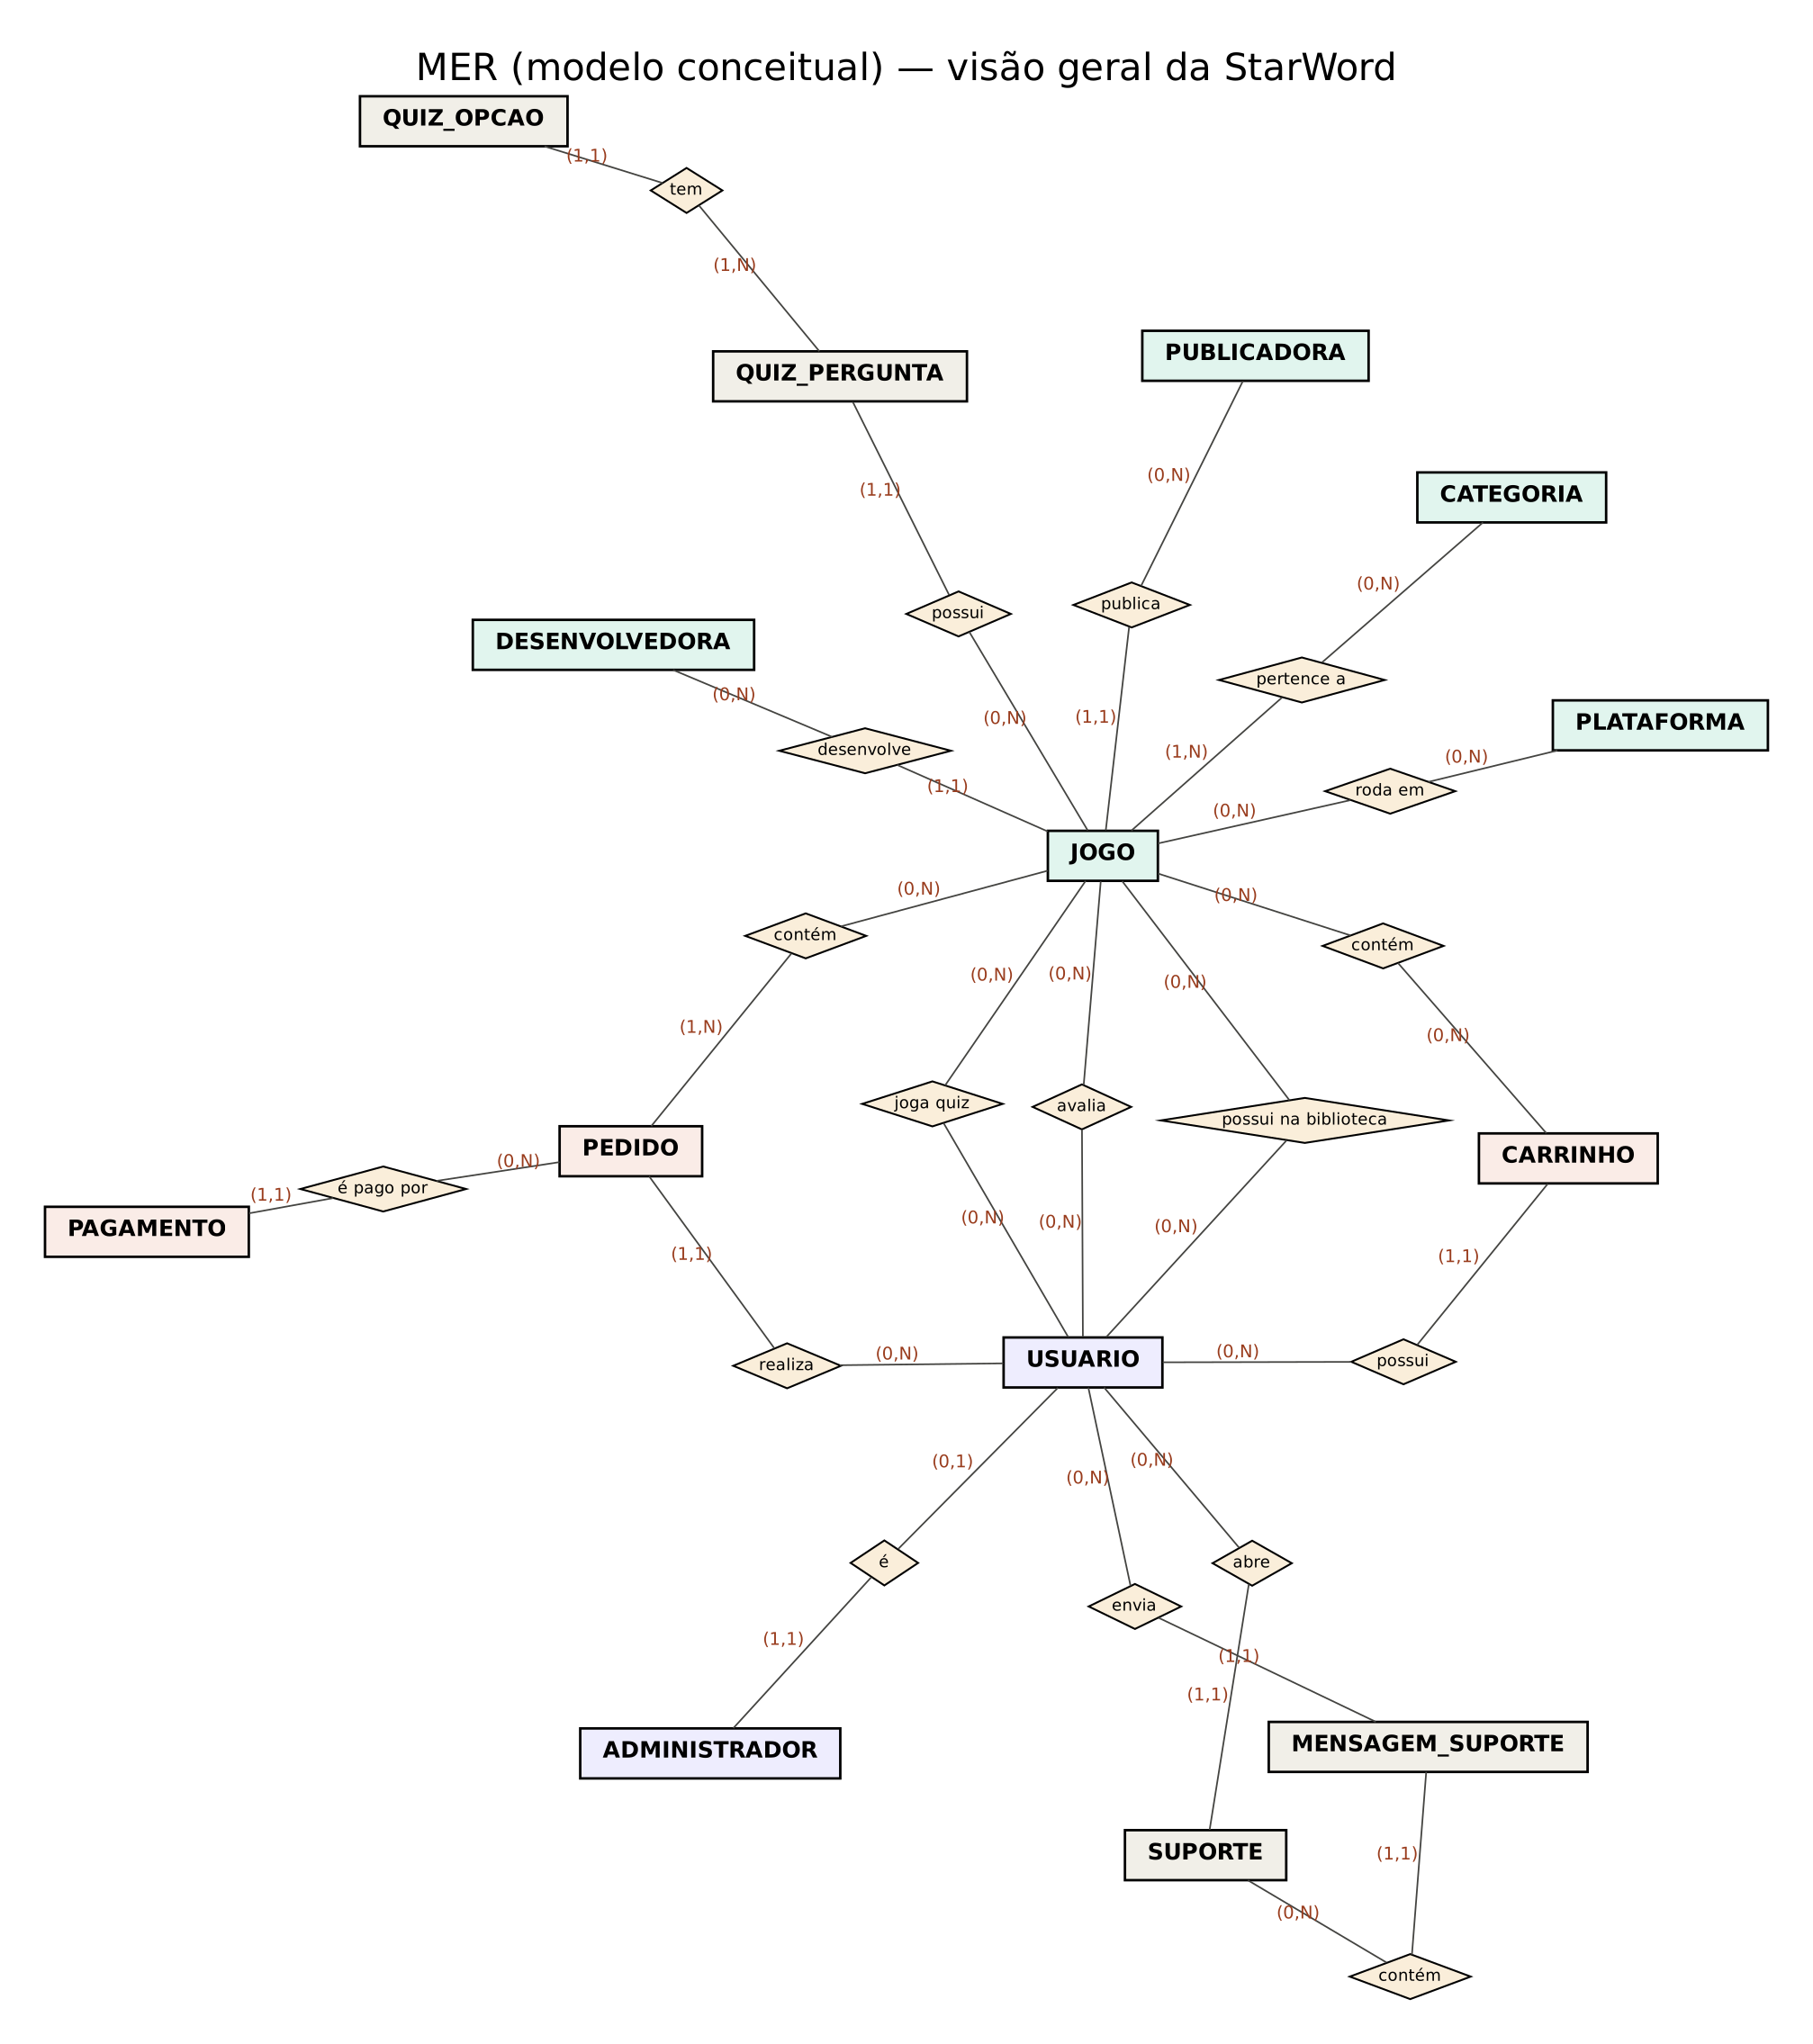 MER (modelo conceitual) — visão geral da StarWord
QUIZ_OPCAO
(1,1)
tem
(1,N)
QUIZ_PERGUNTA
PUBLICADORA
(1,1)
(0,N)
CATEGORIA
(0,N)
possui
publica
DESENVOLVEDORA
pertence a
(0,N)
(0,N)
(1,1)
PLATAFORMA
desenvolve
(1,N)
(0,N)
(1,1)
roda em
(0,N)
JOGO
(0,N)
(0,N)
contém
contém
(0,N)
(0,N)
(0,N)
(1,N)
(0,N)
joga quiz
avalia
possui na biblioteca
PEDIDO
CARRINHO
(0,N)
é pago por
(1,1)
PAGAMENTO
(0,N)
(0,N)
(0,N)
(1,1)
(1,1)
realiza
(0,N)
USUARIO
(0,N)
possui
(0,1)
(0,N)
(0,N)
é
abre
envia
(1,1)
(1,1)
(1,1)
ADMINISTRADOR
MENSAGEM_SUPORTE
SUPORTE
(1,1)
(0,N)
contém